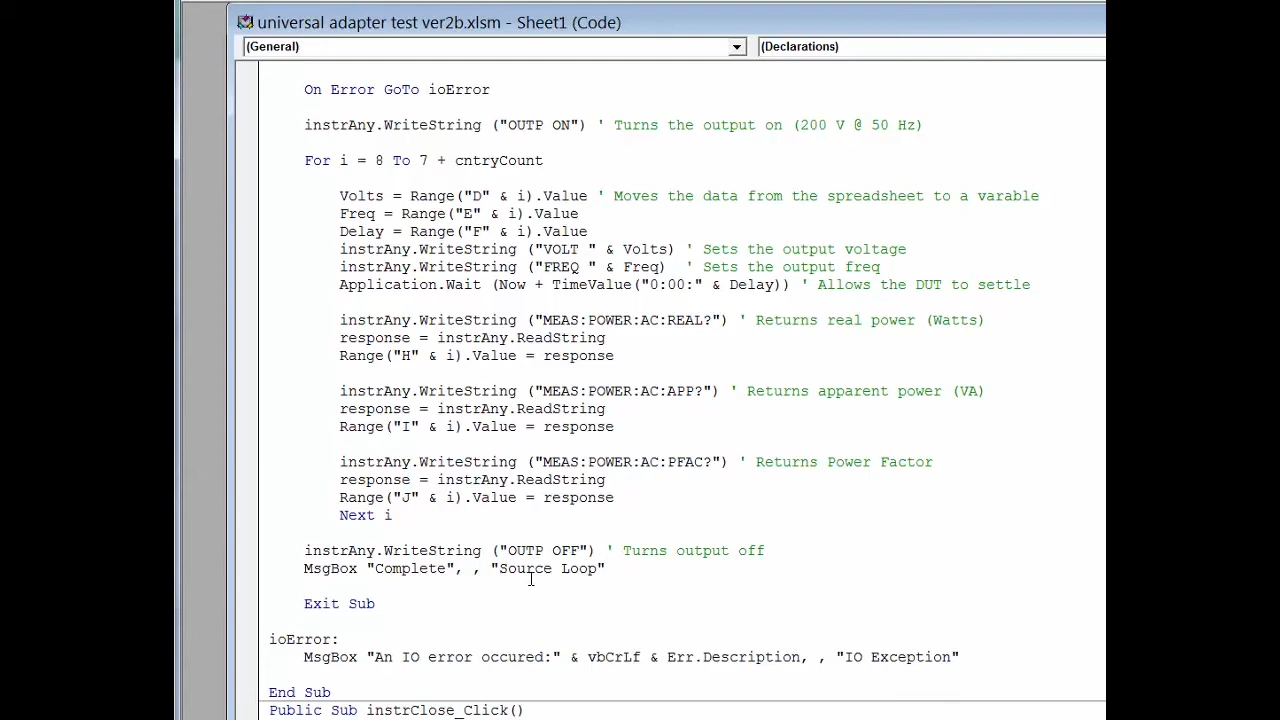 universal adapter test ver2b.xlsm - Sheet1 (Code)
(General) (Declarations)
On Error GoTo ioError
instrAny.WriteString ("OUTP ON") ' Turns the output on (200 V @ 50 Hz)
For i = 8 To 7 + cntryCount
Volts = Range("D" & i).Value ' Moves the data from the spreadsheet to a varable
Freq = Range("E" & i).Value
Delay = Range("F" & i).Value
instrAny.WriteString ("VOLT " & Volts) ' Sets the output voltage
instrAny.WriteString ("FREQ " & Freq)  ' Sets the output freq
Application.Wait (Now + TimeValue("0:00:" & Delay)) ' Allows the DUT to settle
instrAny.WriteString ("MEAS:POWER:AC:REAL?") ' Returns real power (Watts)
response = instrAny.ReadString
Range("H" & i).Value = response
instrAny.WriteString ("MEAS:POWER:AC:APP?") ' Returns apparent power (VA)
response = instrAny.ReadString
Range("I" & i).Value = response
instrAny.WriteString ("MEAS:POWER:AC:PFAC?") ' Returns Power Factor
response = instrAny.ReadString
Range("J" & i).Value = response
Next i
instrAny.WriteString ("OUTP OFF") ' Turns output off
MsgBox "Complete", , "Source Loop"
Exit Sub
ioError:
MsgBox "An IO error occured:" & vbCrLf & Err.Description, , "IO Exception"
End Sub
Public Sub instrClose_Click()